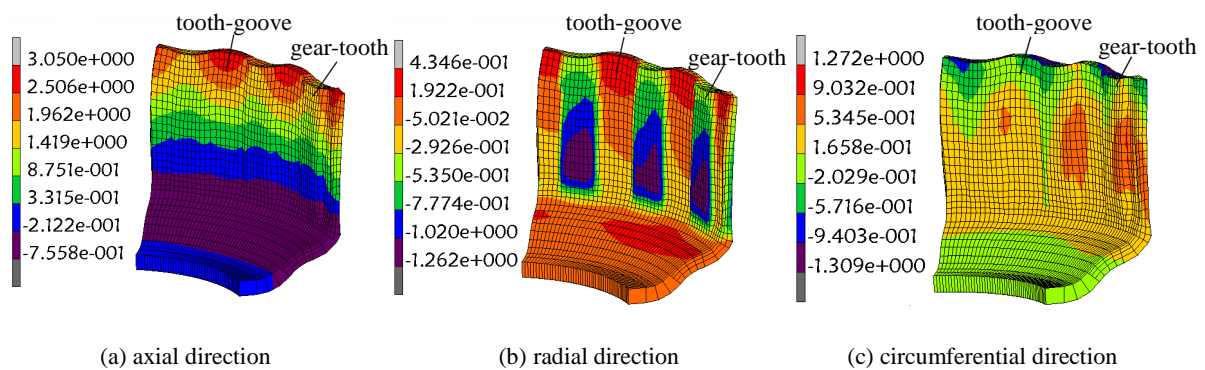 tooth-goove
gear-tooth
3.050e+000
2.506e+000
1.962e+000
1.419e+000
8.751e-001
3.315e-001
-2.122e-001
-7.558e-001
(a) axial direction
tooth-goove
gear-tooth
4.346e-001
1.922e-001
-5.021e-002
-2.926e-001
-5.350e-001
-7.774e-001
-1.020e+000
-1.262e+000
(b) radial direction
tooth-goove
gear-tooth
1.272e+000
9.032e-001
5.345e-001
1.658e-001
-2.029e-001
-5.716e-001
-9.403e-001
-1.309e+000
(c) circumferential direction